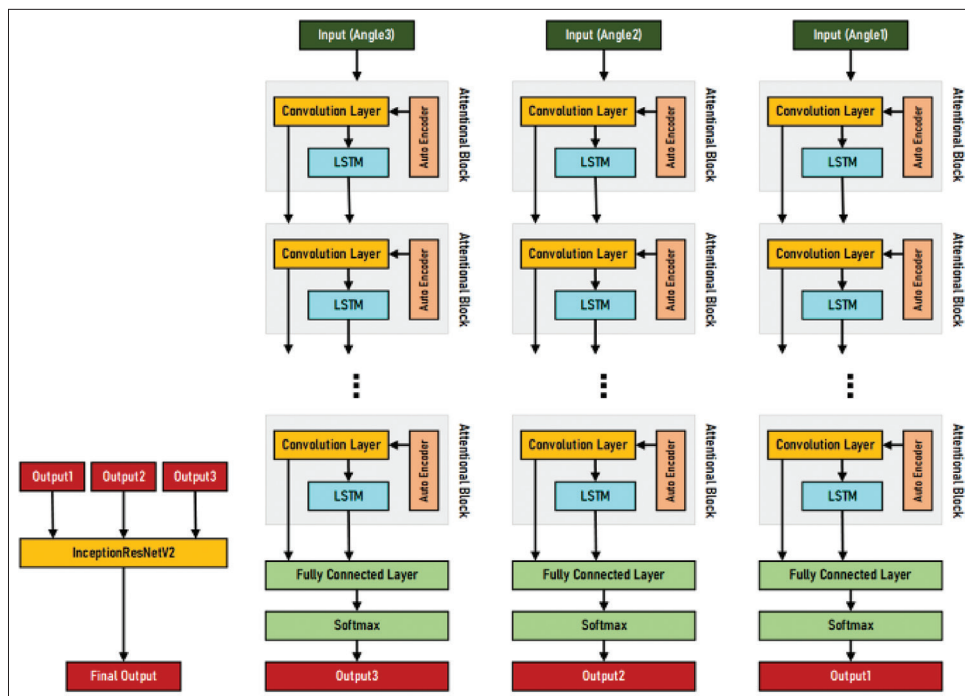 Input (Angle3)
Input (Angle2)
Input (Angle1)
Convolution Layer
LSTM
Auto Encoder
Attentional Block
Convolution Layer
LSTM
Auto Encoder
Attentional Block
Convolution Layer
LSTM
Auto Encoder
Attentional Block
Convolution Layer
LSTM
Auto Encoder
Attentional Block
Convolution Layer
LSTM
Auto Encoder
Attentional Block
Convolution Layer
LSTM
Auto Encoder
Attentional Block
Convolution Layer
LSTM
Auto Encoder
Attentional Block
Convolution Layer
LSTM
Auto Encoder
Attentional Block
Convolution Layer
LSTM
Auto Encoder
Attentional Block
Output1
Output2
Output3
InceptionResNetV2
Final Output
Fully Connected Layer
Fully Connected Layer
Fully Connected Layer
Softmax
Softmax
Softmax
Output3
Output2
Output1